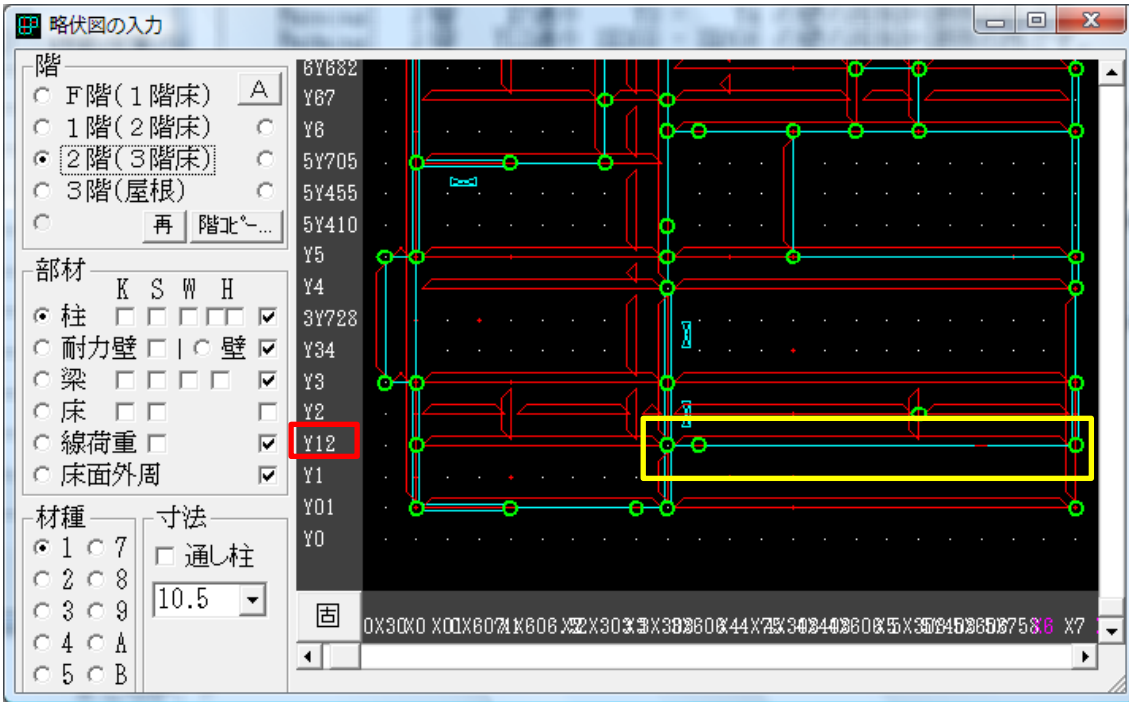 略伏図の入力
階
F階(1階床)
A
1階(2階床)
2階(3階床)
3階(屋根)
再
階ｺﾋﾟｰ...
部材
K S W H
柱
耐力壁
| 壁
梁
床
線荷重
床面外周
材種
1 7
2 8
3 9
4 A
5 B
寸法
通し柱
10.5
6Y682
Y67
Y6
5Y705
5Y455
5Y410
Y5
Y4
3Y728
Y34
Y3
Y2
Y12
Y1
Y01
Y0
固
X7